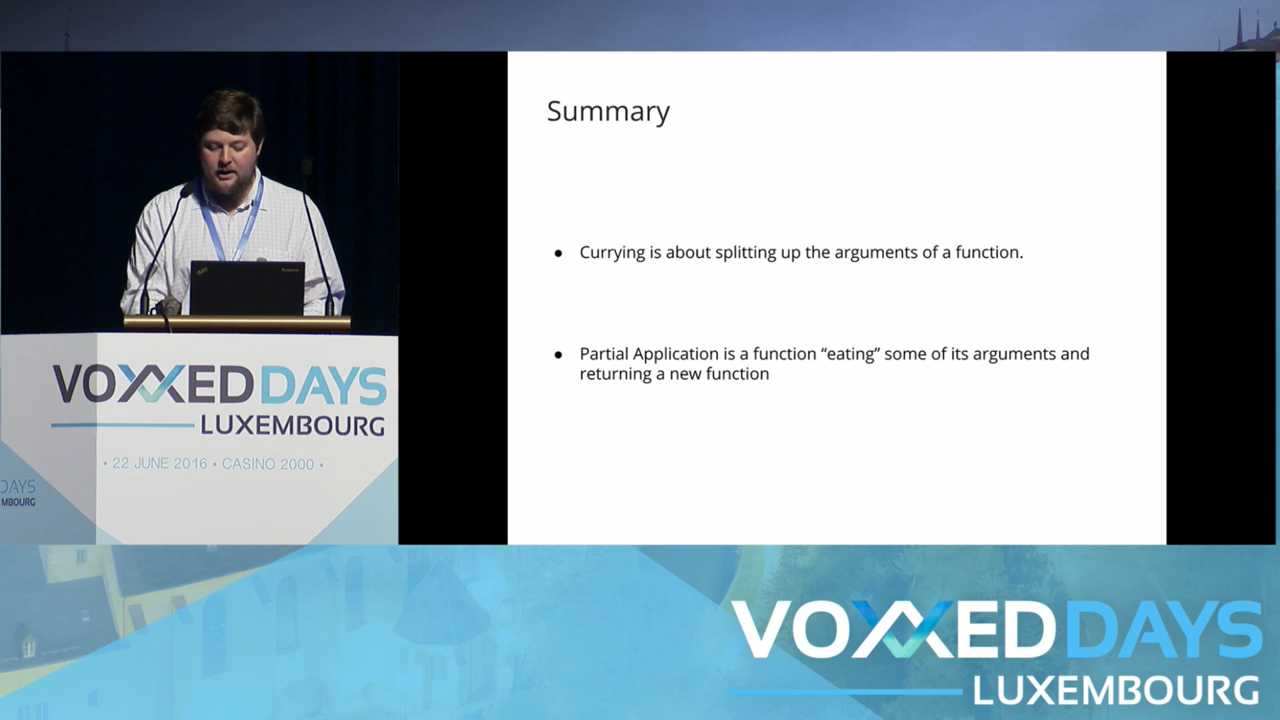 Summary
● Currying is about splitting up the arguments of a function.
● Partial Application is a function “eating” some of its arguments and
returning a new function
VOXXED DAYS
LUXEMBOURG
• 22 JUNE 2016 • CASINO 2000 •
DAYS
MBOURG
VOXXED DAYS
LUXEMBOURG